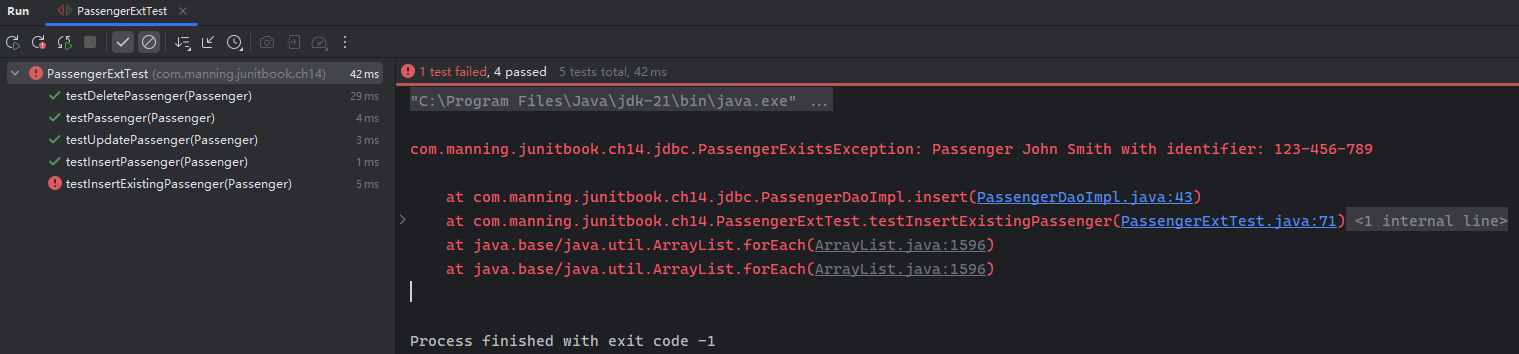 Run PassengerExtTest
PassengerExtTest (com.manning.junitbook.ch14) 42 ms
testDeletePassenger(Passenger) 29 ms
testPassenger(Passenger) 4 ms
testUpdatePassenger(Passenger) 3 ms
testInsertPassenger(Passenger) 1 ms
testInsertExistingPassenger(Passenger) 5 ms
1 test failed, 4 passed 5 tests total, 42 ms
"C:\Program Files\Java\jdk-21\bin\java.exe" ...
com.manning.junitbook.ch14.jdbc.PassengerExistsException: Passenger John Smith with identifier: 123-456-789
at com.manning.junitbook.ch14.jdbc.PassengerDaoImpl.insert(PassengerDaoImpl.java:43)
at com.manning.junitbook.ch14.PassengerExtTest.testInsertExistingPassenger(PassengerExtTest.java:71) <1 internal line>
at java.base/java.util.ArrayList.forEach(ArrayList.java:1596)
at java.base/java.util.ArrayList.forEach(ArrayList.java:1596)
Process finished with exit code -1